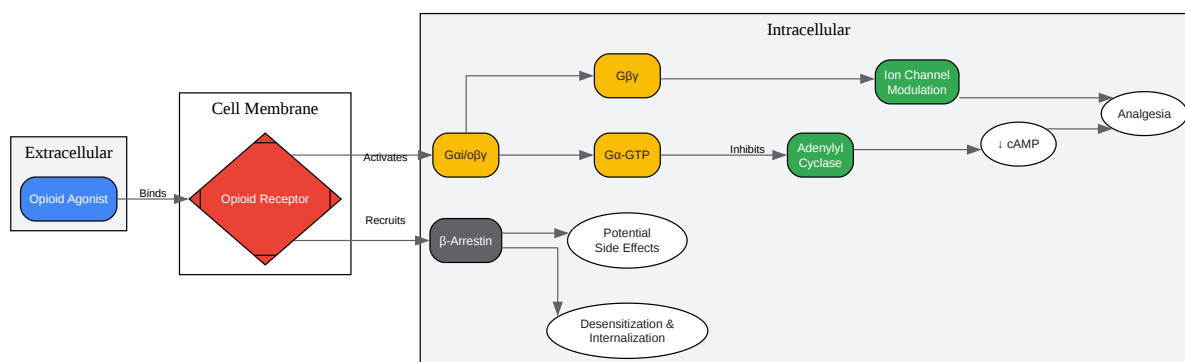 Intracellular
Cell Membrane
Extracellular
Opioid Agonist
Binds
Opioid Receptor
Activates
Gαi/oβγ
Gβγ
Ion Channel
Modulation
Gα-GTP
Inhibits
Adenylyl
Cyclase
↓ cAMP
Analgesia
Recruits
β-Arrestin
Potential
Side Effects
Desensitization &
Internalization